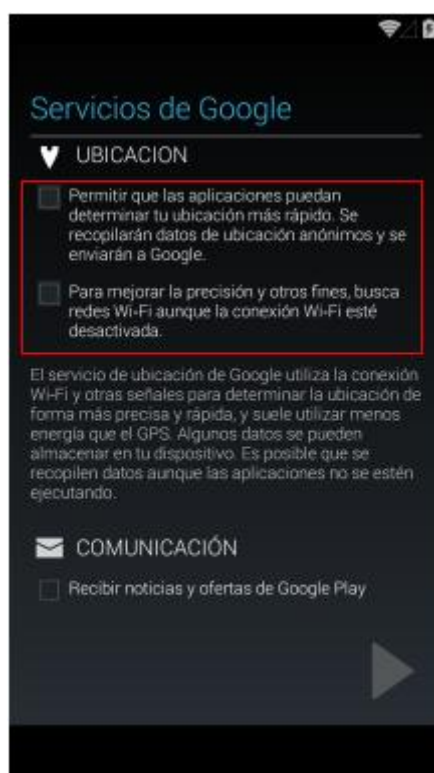 Servicios de Google
UBICACION
Permitir que las aplicaciones puedan
determinar tu ubicación más rápido. Se
recopilarán datos de ubicación anónimos y se
enviarán a Google.
Para mejorar la precisión y otros fines, busca
redes Wi-Fi aunque la conexión Wi-Fi esté
desactivada.
El servicio de ubicación de Google utiliza la conexión
Wi-Fi y otras señales para determinar la ubicación de
forma más precisa y rápida, y suele utilizar menos
energía que el GPS. Algunos datos se pueden
almacenar en tu dispositivo. Es posible que se
recopilen datos aunque las aplicaciones no se estén
ejecutando.
COMUNICACIÓN
Recibir noticias y ofertas de Google Play